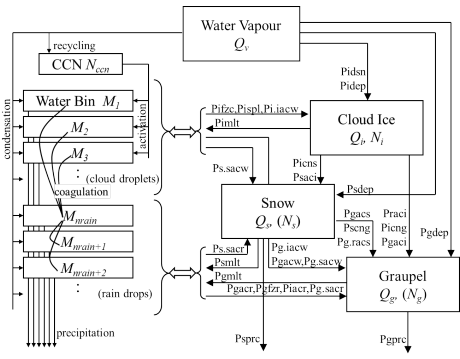 Water Vapour
Qv
recycling
CCN Nccn
Pidsn
Pidep
condensation
activation
Water Bin M1
M2
M3
: (cloud droplets)
coagulation
Mnrain
Mnrain+1
Mnrain+2
: (rain drops)
precipitation
Pifzc,Pispl,Pi.iacw
Pimlt
Cloud Ice
Qi, Ni
Ps.sacw
Picns
Psaci
Psdep
Snow
Qs, (Ns)
Pgacs
Pscng
Pg.racs
Praci
Picng
Pgaci
Pgdep
Ps.sacr
Psmlt
Pgmlt
Pg.iacw
Pgacw,Pg.sacw
Pgacr,Pgfzr,Piacr,Pg.sacr
Graupel
Qg, (Ng)
Psprc
Pgprc